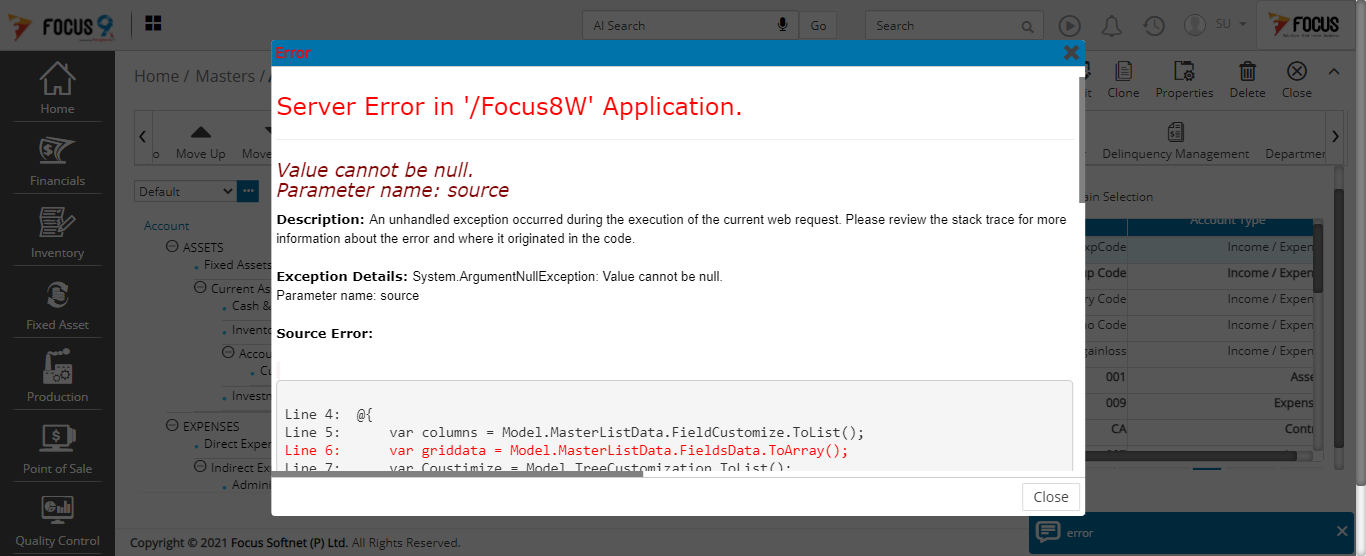 FOCUS 9
AI Search
Go
Search
SU
FOCUS
Error
Home / Masters /
Clone
Properties
Delete
Close
Move Up
Move
Delinquency Management
Default
Account
ASSETS
Fixed Assets
Current As
Cash &
Invento
Accou
Cu
Investn
EXPENSES
Direct Exper
Indirect Ex
Admini
Home
Financials
Inventory
Fixed Asset
Production
Point of Sale
Quality Control
Server Error in '/Focus8W' Application.
Value cannot be null.
Parameter name: source
Description: An unhandled exception occurred during the execution of the current web request. Please review the stack trace for more
information about the error and where it originated in the code.
Exception Details: System.ArgumentNullException: Value cannot be null.
Parameter name: source
Source Error:
Line 4:  @{
Line 5:      var columns = Model.MasterListData.FieldCustomize.ToList();
Line 6:      var griddata = Model.MasterListData.FieldsData.ToArray();
Line 7:      var Coustimize = Model.TreeCustomization.ToList();
Close
ain Selection
Account Type
xpCode Income / Expen
up Code Income / Expen
ry Code Income / Expen
o Code Income / Expen
gainloss Income / Expen
001 Asse
009 Expens
CA Contr
error
Copyright © 2021 Focus Softnet (P) Ltd. All Rights Reserved.